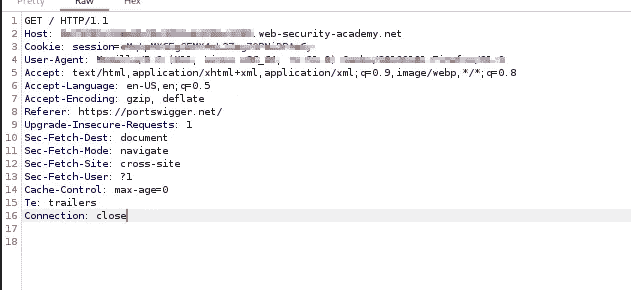 Pretty Raw Hex
1 GET / HTTP/1.1
2 Host: .web-security-academy.net
3 Cookie: session=
4 User-Agent:
5 Accept: text/html,application/xhtml+xml,application/xml;q=0.9,image/webp,*/*;q=0.8
6 Accept-Language: en-US,en;q=0.5
7 Accept-Encoding: gzip, deflate
8 Referer: https://portswigger.net/
9 Upgrade-Insecure-Requests: 1
10 Sec-Fetch-Dest: document
11 Sec-Fetch-Mode: navigate
12 Sec-Fetch-Site: cross-site
13 Sec-Fetch-User: ?1
14 Cache-Control: max-age=0
15 Te: trailers
16 Connection: close
17
18